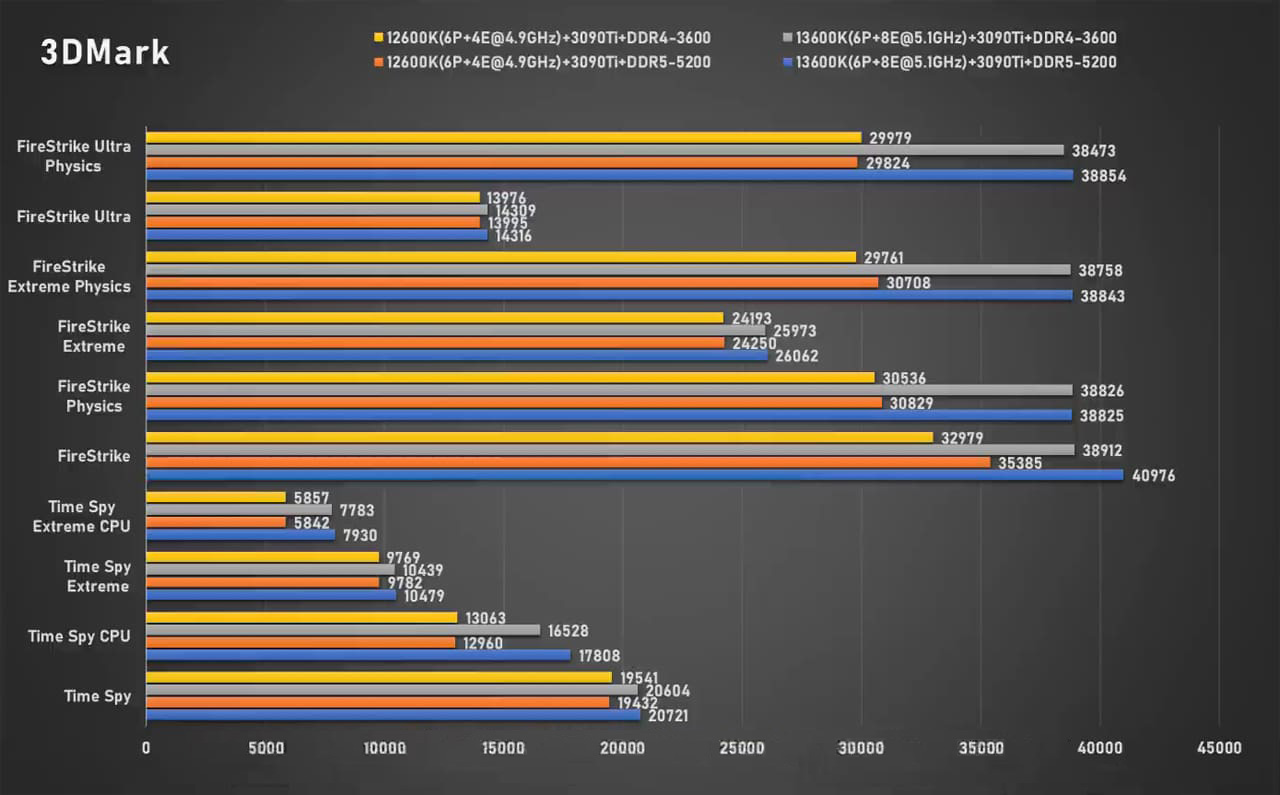 3DMark
12600K(6P+4E@4.9GHz)+3090Ti+DDR4-3600
13600K(6P+8E@5.1GHz)+3090Ti+DDR4-3600
12600K(6P+4E@4.9GHz)+3090Ti+DDR5-5200
13600K(6P+8E@5.1GHz)+3090Ti+DDR5-5200
FireStrike Ultra
Physics
29979
38473
29824
38854
FireStrike Ultra
13976
14309
13995
14316
FireStrike
Extreme Physics
29761
38758
30708
38843
FireStrike
Extreme
24193
25973
24250
26062
FireStrike
Physics
30536
38826
30829
38825
FireStrike
32979
38912
35385
40976
Time Spy
Extreme CPU
5857
7783
5842
7930
Time Spy
Extreme
9769
10439
9782
10479
Time Spy CPU
13063
16528
12960
17808
Time Spy
19541
20604
19432
20721
0 5000 10000 15000 20000 25000 30000 35000 40000 45000